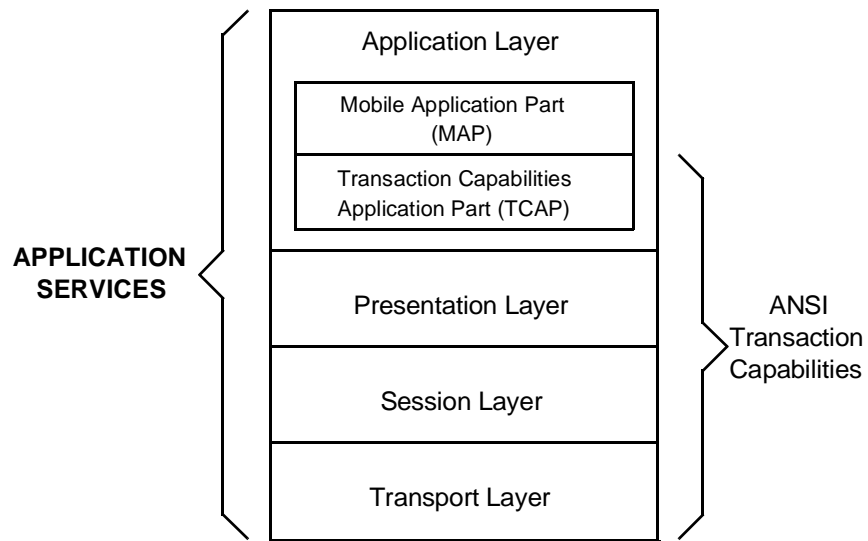 Application Layer
Mobile Application Part
(MAP)
Transaction Capabilities
Application Part (TCAP)
APPLICATION
SERVICES
Presentation Layer
ANSI
Transaction
Capabilities
Session Layer
Transport Layer